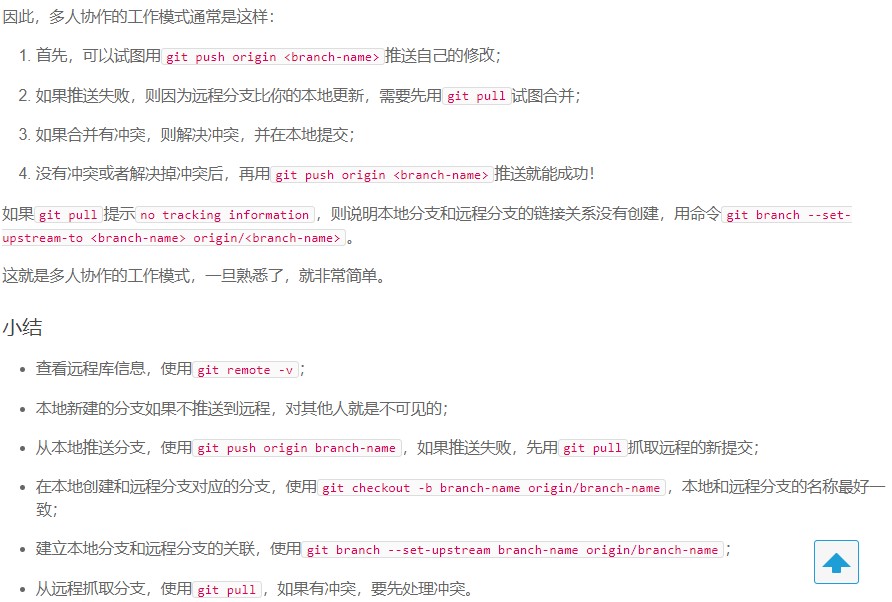 因此，多人协作的工作模式通常是这样：
1. 首先，可以试图用git push origin <branch-name>推送自己的修改；
2. 如果推送失败，则因为远程分支比你的本地更新，需要先用git pull试图合并；
3. 如果合并有冲突，则解决冲突，并在本地提交；
4. 没有冲突或者解决掉冲突后，再用git push origin <branch-name>推送就能成功！
如果git pull提示no tracking information，则说明本地分支和远程分支的链接关系没有创建，用命令git branch --set-
upstream-to <branch-name> origin/<branch-name>。
这就是多人协作的工作模式，一旦熟悉了，就非常简单。
小结
• 查看远程库信息，使用git remote -v；
• 本地新建的分支如果不推送到远程，对其他人就是不可见的；
• 从本地推送分支，使用git push origin branch-name，如果推送失败，先用git pull抓取远程的新提交；
• 在本地创建和远程分支对应的分支，使用git checkout -b branch-name origin/branch-name，本地和远程分支的名称最好一
致；
• 建立本地分支和远程分支的关联，使用git branch --set-upstream branch-name origin/branch-name；
• 从远程抓取分支，使用git pull，如果有冲突，要先处理冲突。